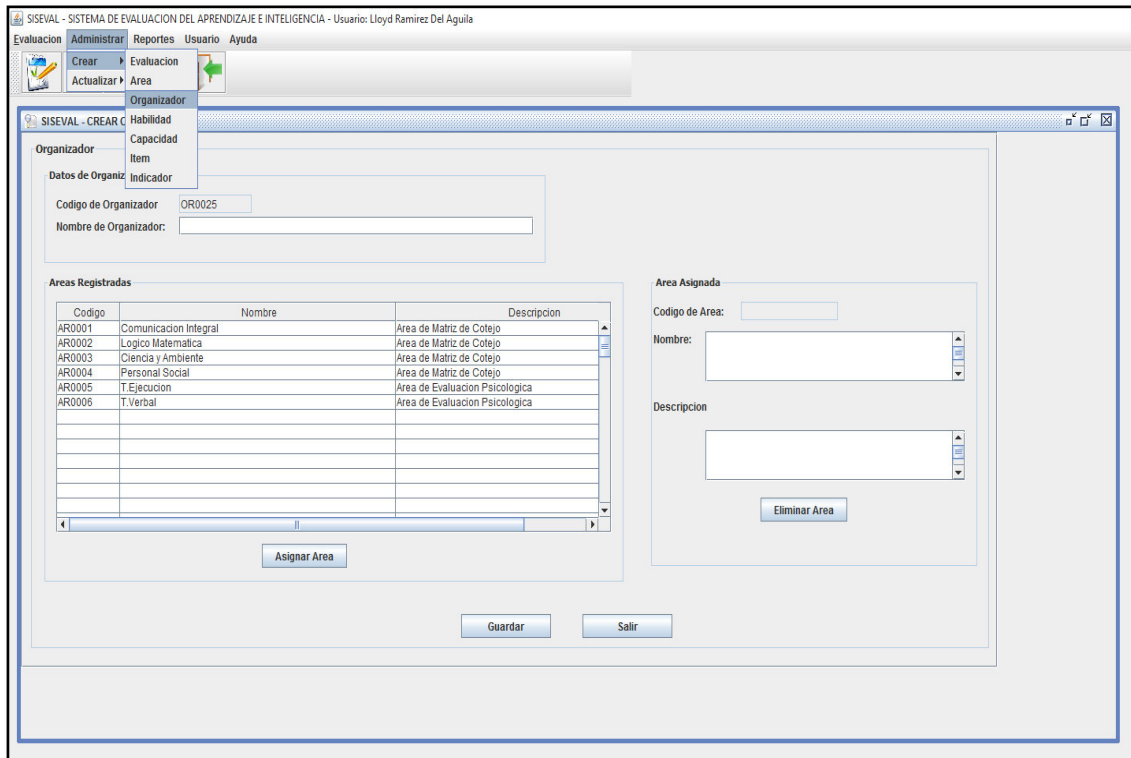 SISEVAL - SISTEMA DE EVALUACION DEL APRENDIZAJE E INTELIGENCIA - Usuario: Lloyd Ramirez Del Aguila
Evaluacion Administrar Reportes Usuario Ayuda
Crear Evaluacion
Actualizar Area
Organizador
Habilidad
Capacidad
Item
Indicador
SISEVAL - CREAR
Organizador
Datos de
Codigo de Organizador OR0025
Nombre de Organizador:
Areas Registradas
Codigo Nombre Descripcion
AR0001 Comunicacion Integral Area de Matriz de Cotejo
AR0002 Logico Matematica Area de Matriz de Cotejo
AR0003 Ciencia y Ambiente Area de Matriz de Cotejo
AR0004 Personal Social Area de Matriz de Cotejo
AR0005 T.Ejecucion Area de Evaluacion Psicologica
AR0006 T.Verbal Area de Evaluacion Psicologica
Asignar Area
Area Asignada
Codigo de Area:
Nombre:
Descripcion
Eliminar Area
Guardar Salir